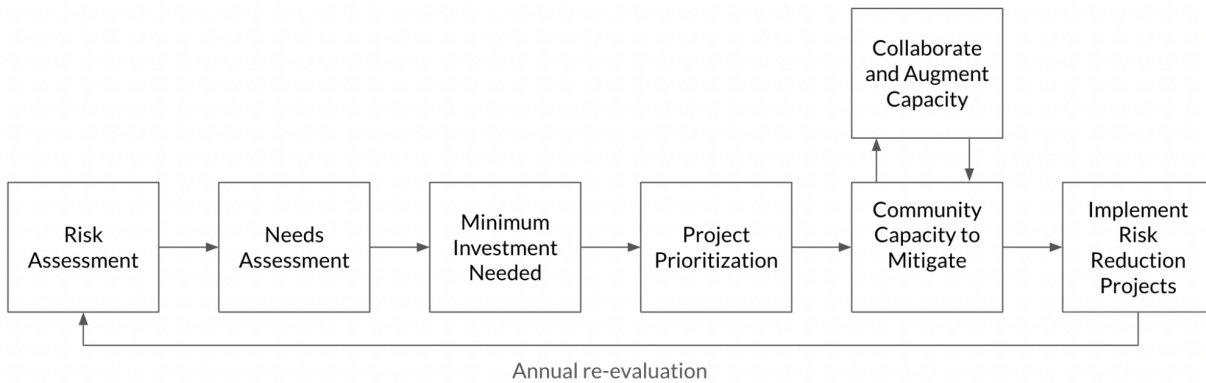 Collaborate
and Augment
Capacity
Risk
Assessment
Needs
Assessment
Minimum
Investment
Needed
Project
Prioritization
Community
Capacity to
Mitigate
Implement
Risk
Reduction
Projects
Annual re-evaluation